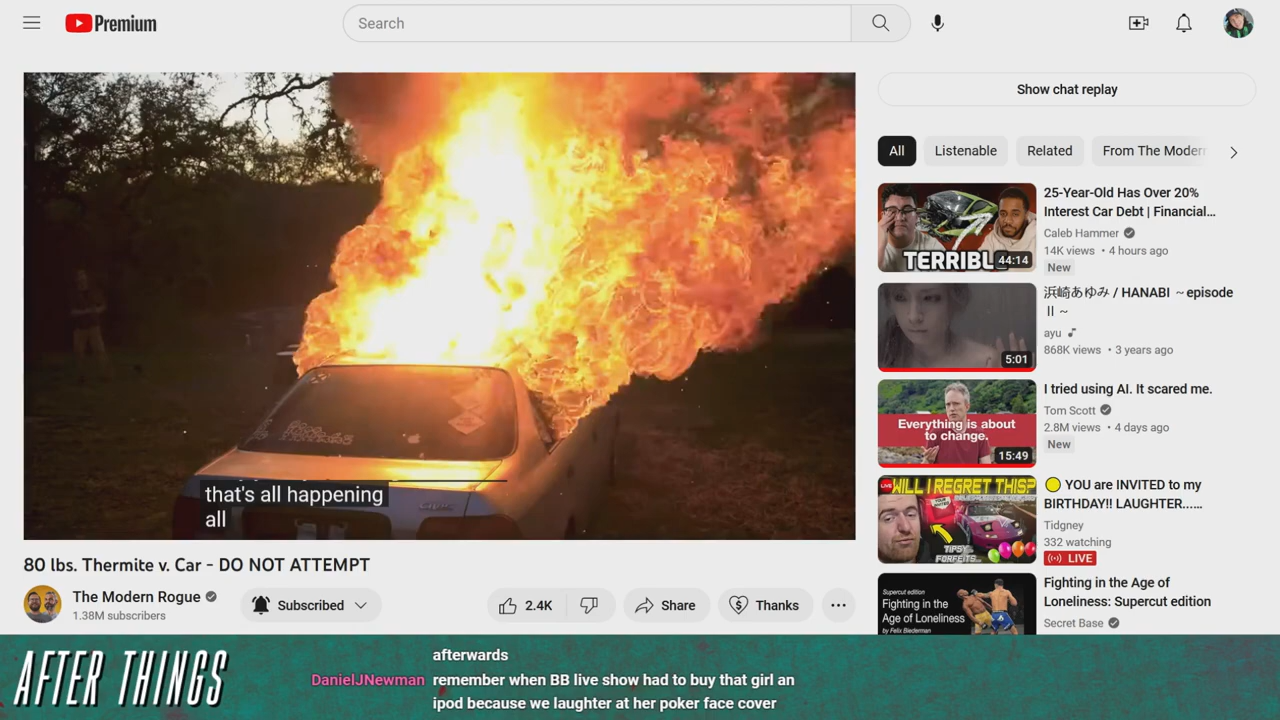 Premium
Search
that's all happening
all
80 lbs. Thermite v. Car - DO NOT ATTEMPT
The Modern Rogue
1.38M subscribers
Subscribed
2.4K
Share
Thanks
Show chat replay
All
Listenable
Related
From The Modern
25-Year-Old Has Over 20%
Interest Car Debt | Financial...
Caleb Hammer
14K views • 4 hours ago
New
TERRIBL
44:14
浜崎あゆみ / HANABI ～episode
II～
ayu
868K views • 3 years ago
5:01
I tried using AI. It scared me.
Tom Scott
2.8M views • 4 days ago
New
Everything is about
to change.
15:49
YOU are INVITED to my
BIRTHDAY!! LAUGHTER......
Tidgney
332 watching
LIVE
LIVE
WILL I REGRET THIS?
TIPSY
FORFEITS...
Fighting in the Age of
Loneliness: Supercut edition
Secret Base
Supercut edition
Fighting in the
Age of Loneliness
by Felix Biederman
AFTER THINGS
afterwards
DanielJNewman remember when BB live show had to buy that girl an
ipod because we laughter at her poker face cover